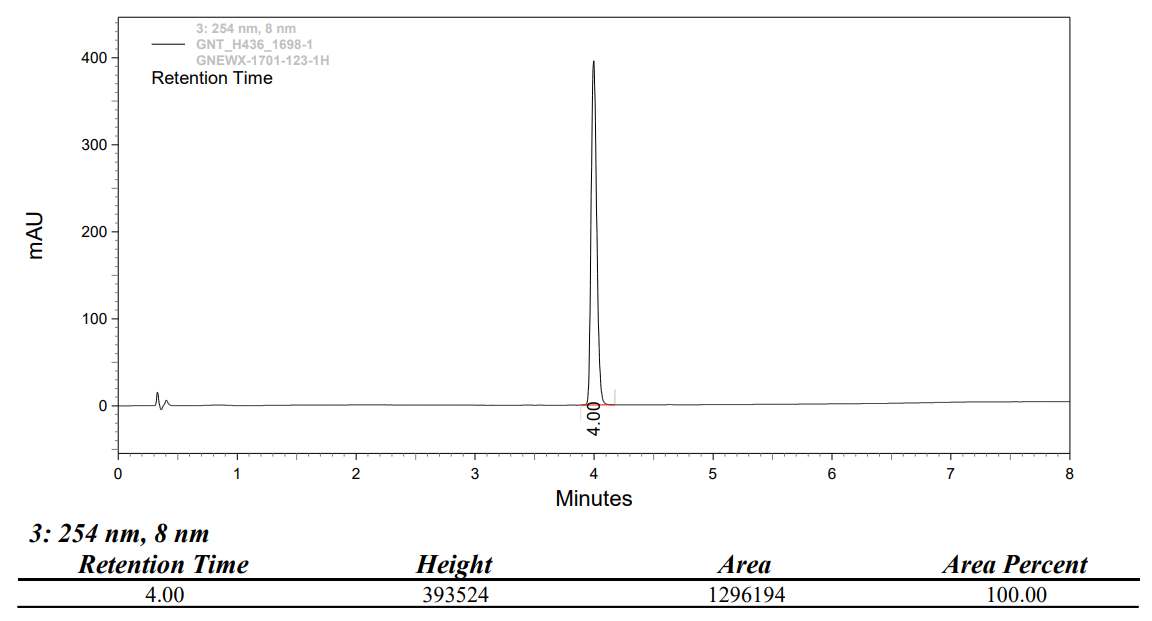 3: 254 nm, 8 nm
GNT_H436_1698-1
GNEWX-1701-123-1H
Retention Time
400
300
200
100
0
mAU
4.00
0 1 2 3 4 5 6 7 8
Minutes
3: 254 nm, 8 nm
Retention Time Height Area Area Percent
4.00 393524 1296194 100.00